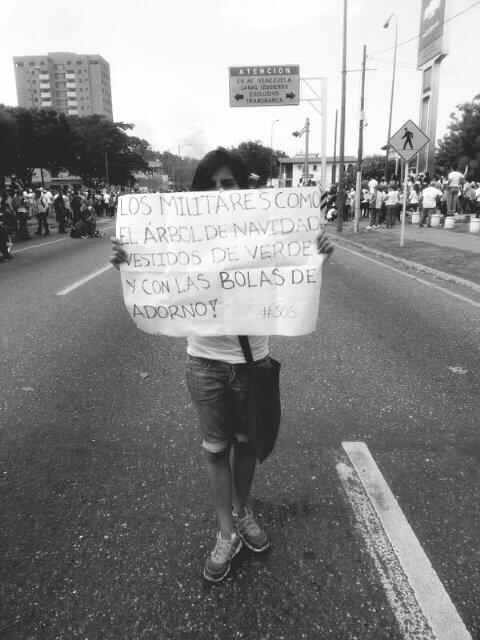 ATENCION
EN AV. VENEZUELA
CANAL IZQUIERDO
EXCLUSIVO
TRANSBARCA
LOS MILITARES COMO
EL ÁRBOL DE NAVIDAD
VESTIDOS DE VERDE
Y CON LAS BOLAS DE
ADORNO!
#SOS